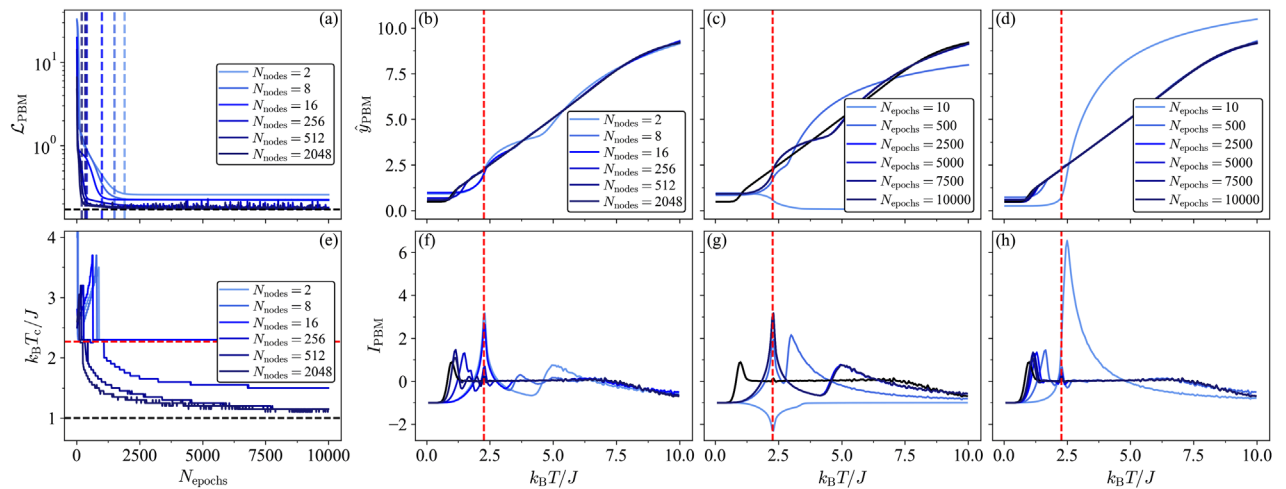 (a)
10¹
10⁰
𝓛_PBM
N_nodes = 2
N_nodes = 8
N_nodes = 16
N_nodes = 256
N_nodes = 512
N_nodes = 2048
(b)
10.0
7.5
5.0
2.5
0.0
ŷ_PBM
N_nodes = 2
N_nodes = 8
N_nodes = 16
N_nodes = 256
N_nodes = 512
N_nodes = 2048
(c)
N_epochs = 10
N_epochs = 500
N_epochs = 2500
N_epochs = 5000
N_epochs = 7500
N_epochs = 10000
(d)
N_epochs = 10
N_epochs = 500
N_epochs = 2500
N_epochs = 5000
N_epochs = 7500
N_epochs = 10000
(e)
4
3
2
1
k_BT_c/J
N_nodes = 2
N_nodes = 8
N_nodes = 16
N_nodes = 256
N_nodes = 512
N_nodes = 2048
0 2500 5000 7500 10000
N_epochs
(f)
6
4
2
0
−2
I_PBM
0.0 2.5 5.0 7.5 10.0
k_BT/J
(g)
0.0 2.5 5.0 7.5 10.0
k_BT/J
(h)
0.0 2.5 5.0 7.5 10.0
k_BT/J